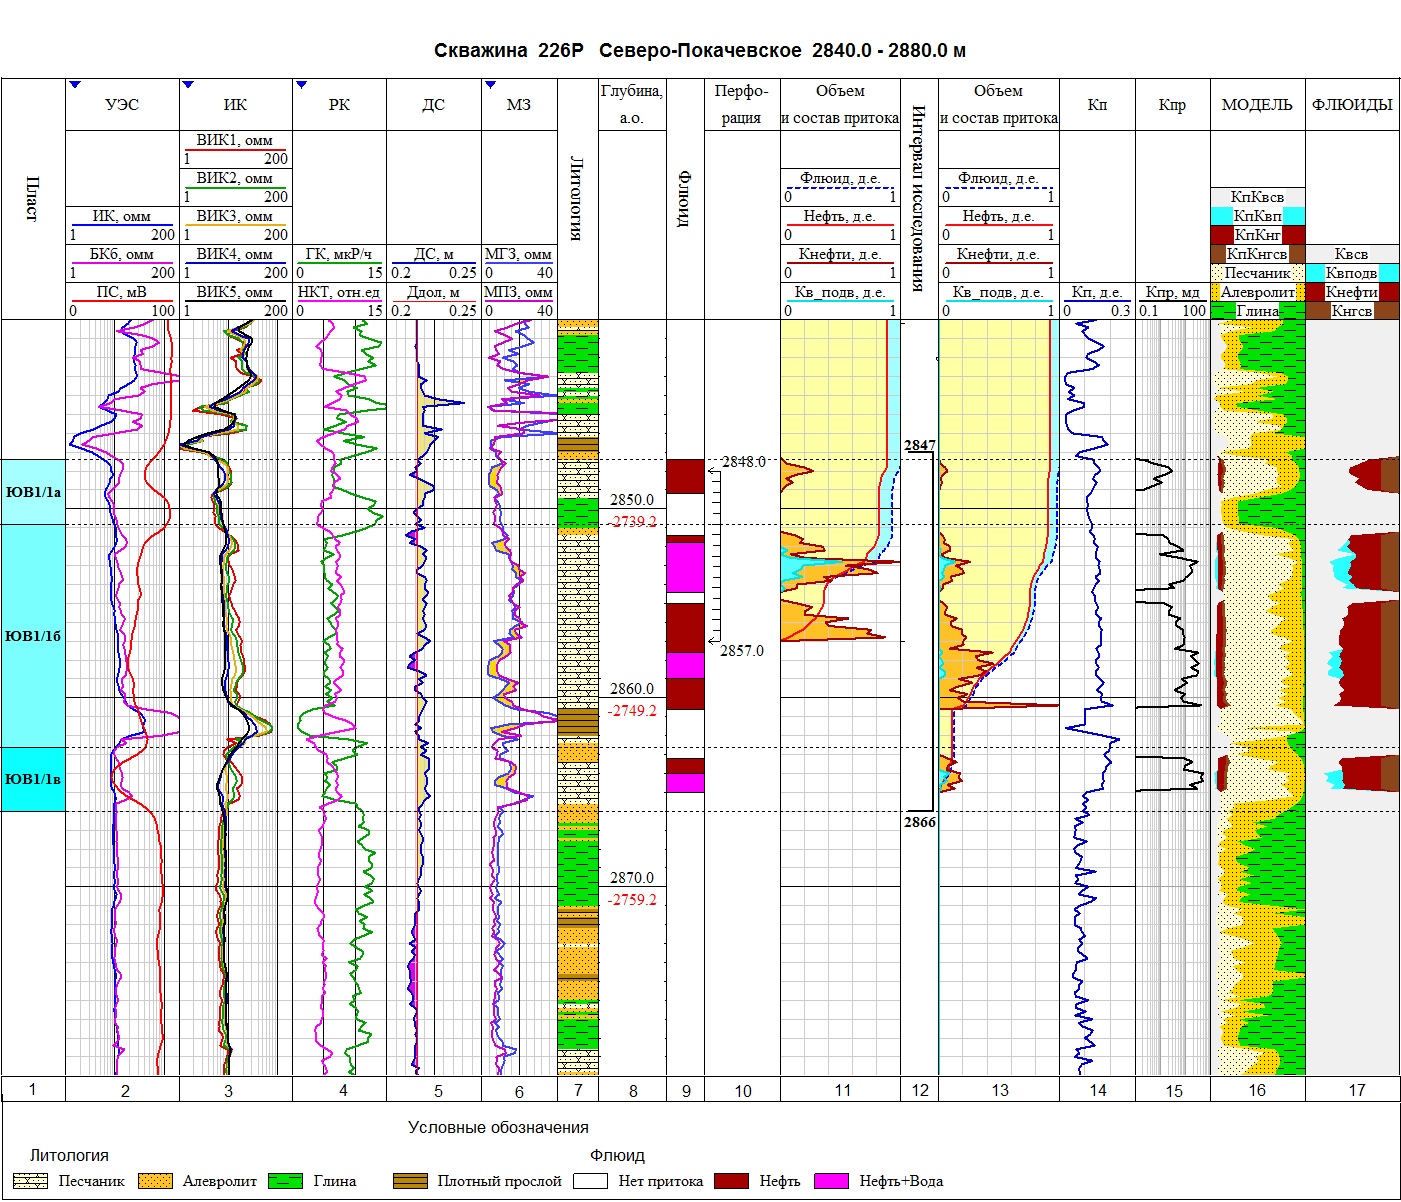 Скважина 226Р Северо-Покачевское 2840.0 - 2880.0 м
Пласт
УЭС
ИК, омм
1 200
БКб, омм
1 200
ПС, мВ
0 100
ИК
ВИК1, омм
1 200
ВИК2, омм
1 200
ВИК3, омм
1 200
ВИК4, омм
1 200
ВИК5, омм
1 200
РК
ГК, мкР/ч
0 15
НКТ, отн.ед
0 15
ДС
ДС, м
0.2 0.25
Ддол, м
0.2 0.25
МЗ
МГЗ, омм
0 40
МПЗ, омм
0 40
Литология
Глубина,
а.о.
Флюид
Перфо-
рация
Объем
и состав притока
Флюид, д.е.
0 1
Нефть, д.е.
0 1
Кнефти, д.е.
0 1
Кв_подв, д.е.
0 1
Интервал исследования
Объем
и состав притока
Флюид, д.е.
0 1
Нефть, д.е.
0 1
Кнефти, д.е.
0 1
Кв_подв, д.е.
0 1
Кп
Кп, д.е.
0 0.3
Кпр
Кпр, мд
0.1 100
МОДЕЛЬ
КпКвсв
КпКвп
КпКнг
КпКнгсв
Песчаник
Алевролит
Глина
ФЛЮИДЫ
Квсв
Квподв
Кнефти
Кнгсв
2847
2848.0
ЮВ1/1а
2850.0
-2739.2
ЮВ1/1б
2857.0
2860.0
-2749.2
ЮВ1/1в
2866
2870.0
-2759.2
1 2 3 4 5 6 7 8 9 10 11 12 13 14 15 16 17
Условные обозначения
Литология Флюид
Песчаник Алевролит Глина Плотный прослой Нет притока Нефть Нефть+Вода